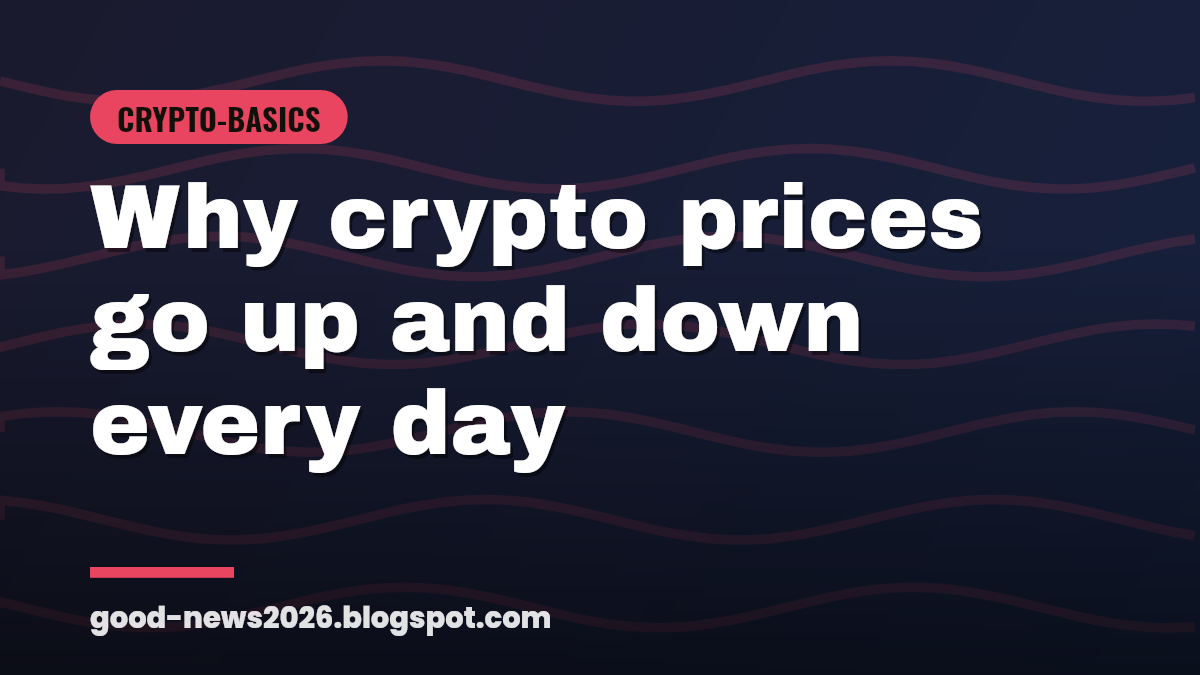 CRYPTO-BASICS
Why crypto prices
go up and down
every day
good-news2026.blogspot.com